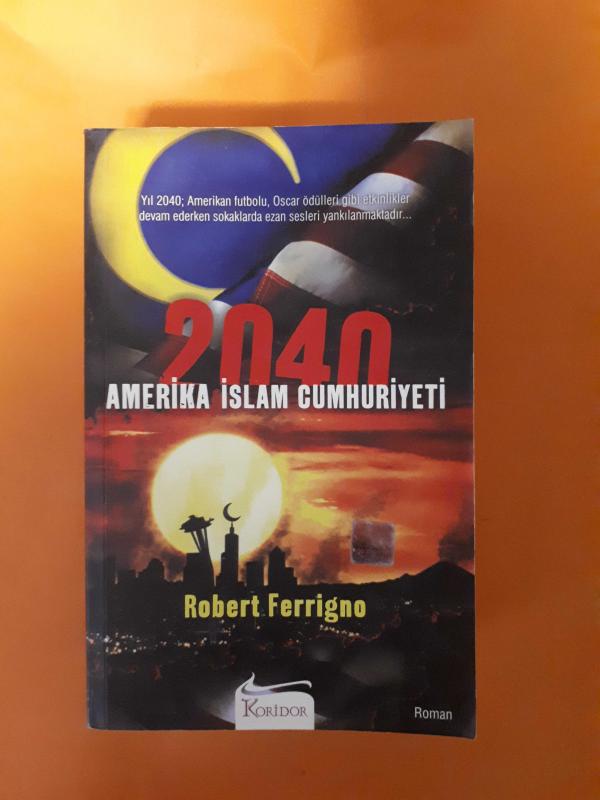 Yıl 2040; Amerikan futbolu, Oscar ödülleri gibi etkinlikler
devam ederken sokaklarda ezan sesleri yankılanmaktadır...
2040
AMERİKA İSLAM CUMHURİYETİ
Robert Ferrigno
KORİDOR
Roman